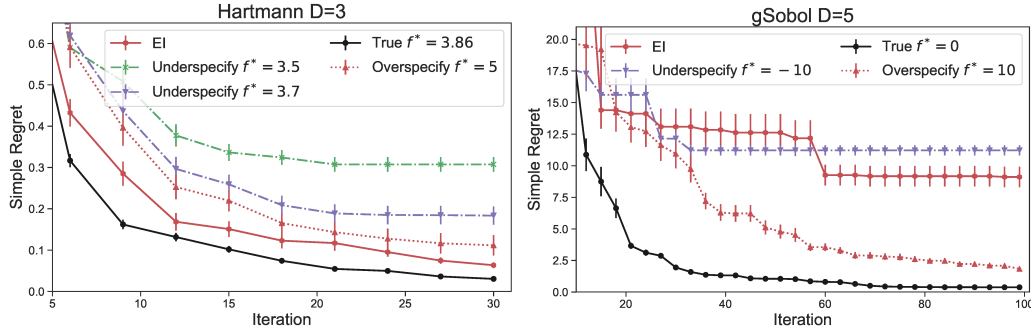 Hartmann D=3
Simple Regret
0.6
0.5
0.4
0.3
0.2
0.1
0.0
EI
Underspecify f* = 3.5
Underspecify f* = 3.7
True f* = 3.86
Overspecify f* = 5
5
10
15
20
25
30
Iteration
gSobol D=5
Simple Regret
20.0
17.5
15.0
12.5
10.0
7.5
5.0
2.5
0.0
EI
Underspecify f* = −10
True f* = 0
Overspecify f* = 10
20
40
60
80
100
Iteration